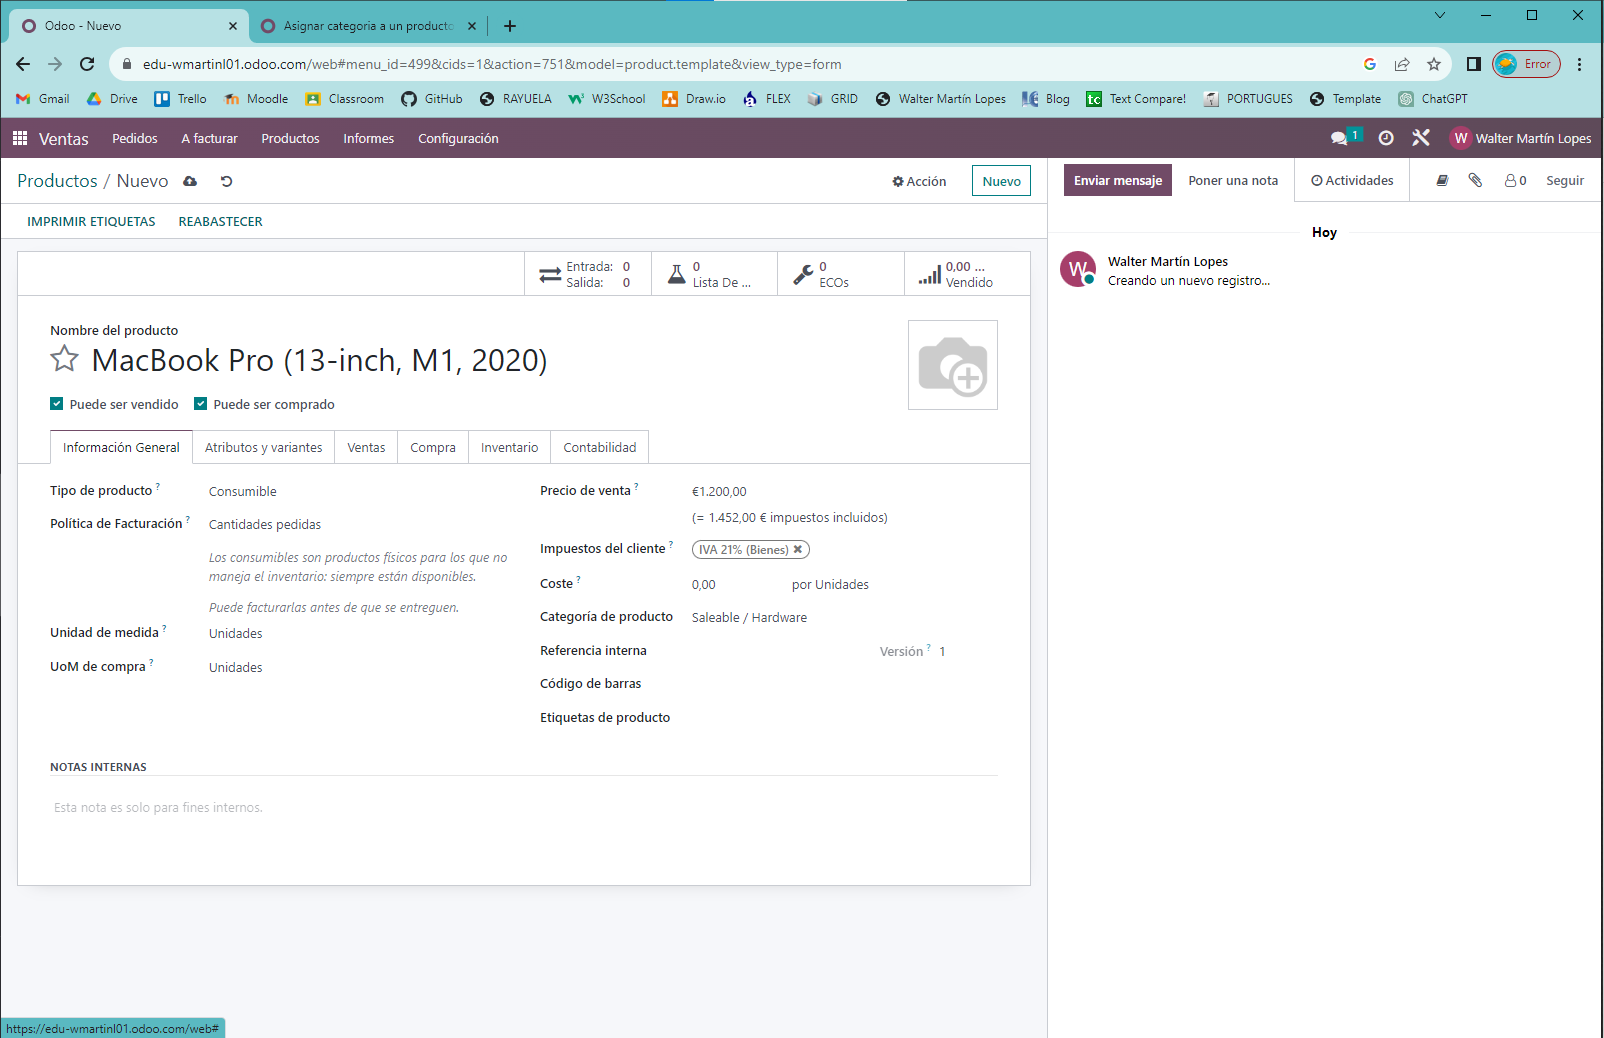 Odoo - Nuevo
Asignar categoria a un producto
edu-wmartinl01.odoo.com/web#menu_id=499&cids=1&action=751&model=product.template&view_type=form
Error
Gmail Drive Trello Moodle Classroom GitHub RAYUELA W3School Draw.io FLEX GRID Walter Martín Lopes Blog Text Compare! PORTUGUES Template ChatGPT
Ventas Pedidos A facturar Productos Informes Configuración 1 W Walter Martín Lopes
Productos / Nuevo Acción Nuevo
Enviar mensaje Poner una nota Actividades 0 Seguir
IMPRIMIR ETIQUETAS REABASTECER
Hoy
Entrada: 0
Salida: 0
0
Lista De ...
0
ECOs
0,00 ...
Vendido
W
Walter Martín Lopes
Creando un nuevo registro...
Nombre del producto
MacBook Pro (13-inch, M1, 2020)
Puede ser vendido Puede ser comprado
Información General Atributos y variantes Ventas Compra Inventario Contabilidad
Tipo de producto ? Consumible
Política de Facturación ? Cantidades pedidas
Los consumibles son productos físicos para los que no
maneja el inventario: siempre están disponibles.
Puede facturarlas antes de que se entreguen.
Unidad de medida ? Unidades
UoM de compra ? Unidades
Precio de venta ? €1.200,00
(= 1.452,00 € impuestos incluidos)
Impuestos del cliente ? IVA 21% (Bienes)
Coste ? 0,00 por Unidades
Categoría de producto Saleable / Hardware
Referencia interna Versión ? 1
Código de barras
Etiquetas de producto
NOTAS INTERNAS
Esta nota es solo para fines internos.
https://edu-wmartinl01.odoo.com/web#